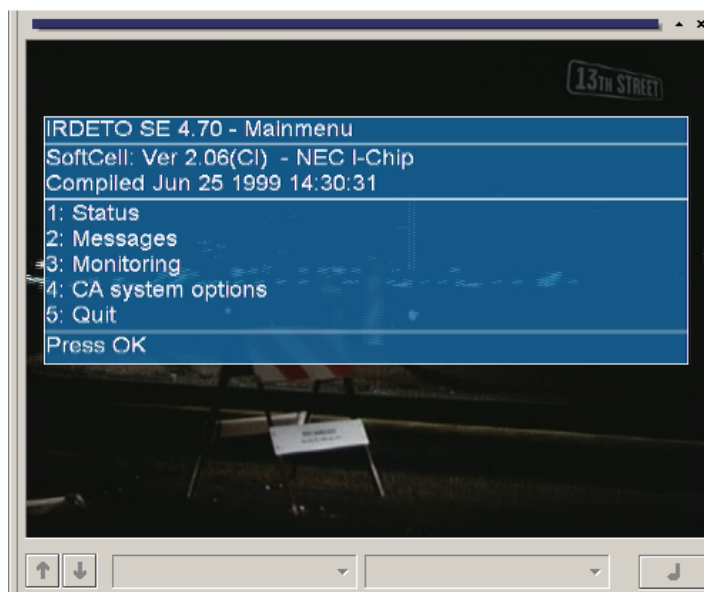 13TH STREET
IRDETO SE 4.70 - Mainmenu
SoftCell: Ver 2.06(CI) - NEC I-Chip
Compiled Jun 25 1999 14:30:31
1: Status
2: Messages
3: Monitoring
4: CA system options
5: Quit
Press OK